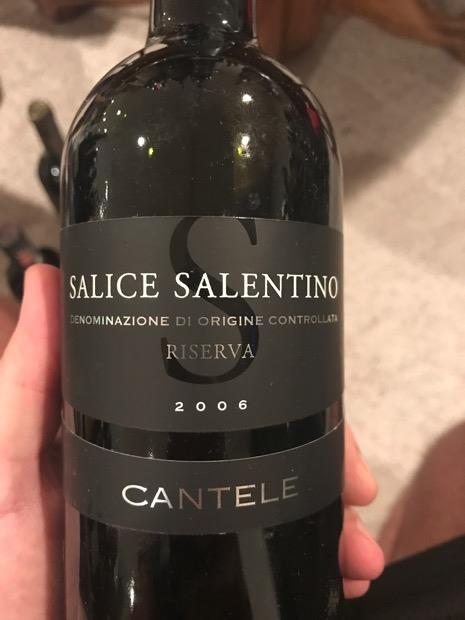 S
SALICE SALENTINO
DENOMINAZIONE DI ORIGINE CONTROLLATA
RISERVA
2006
CANTELE